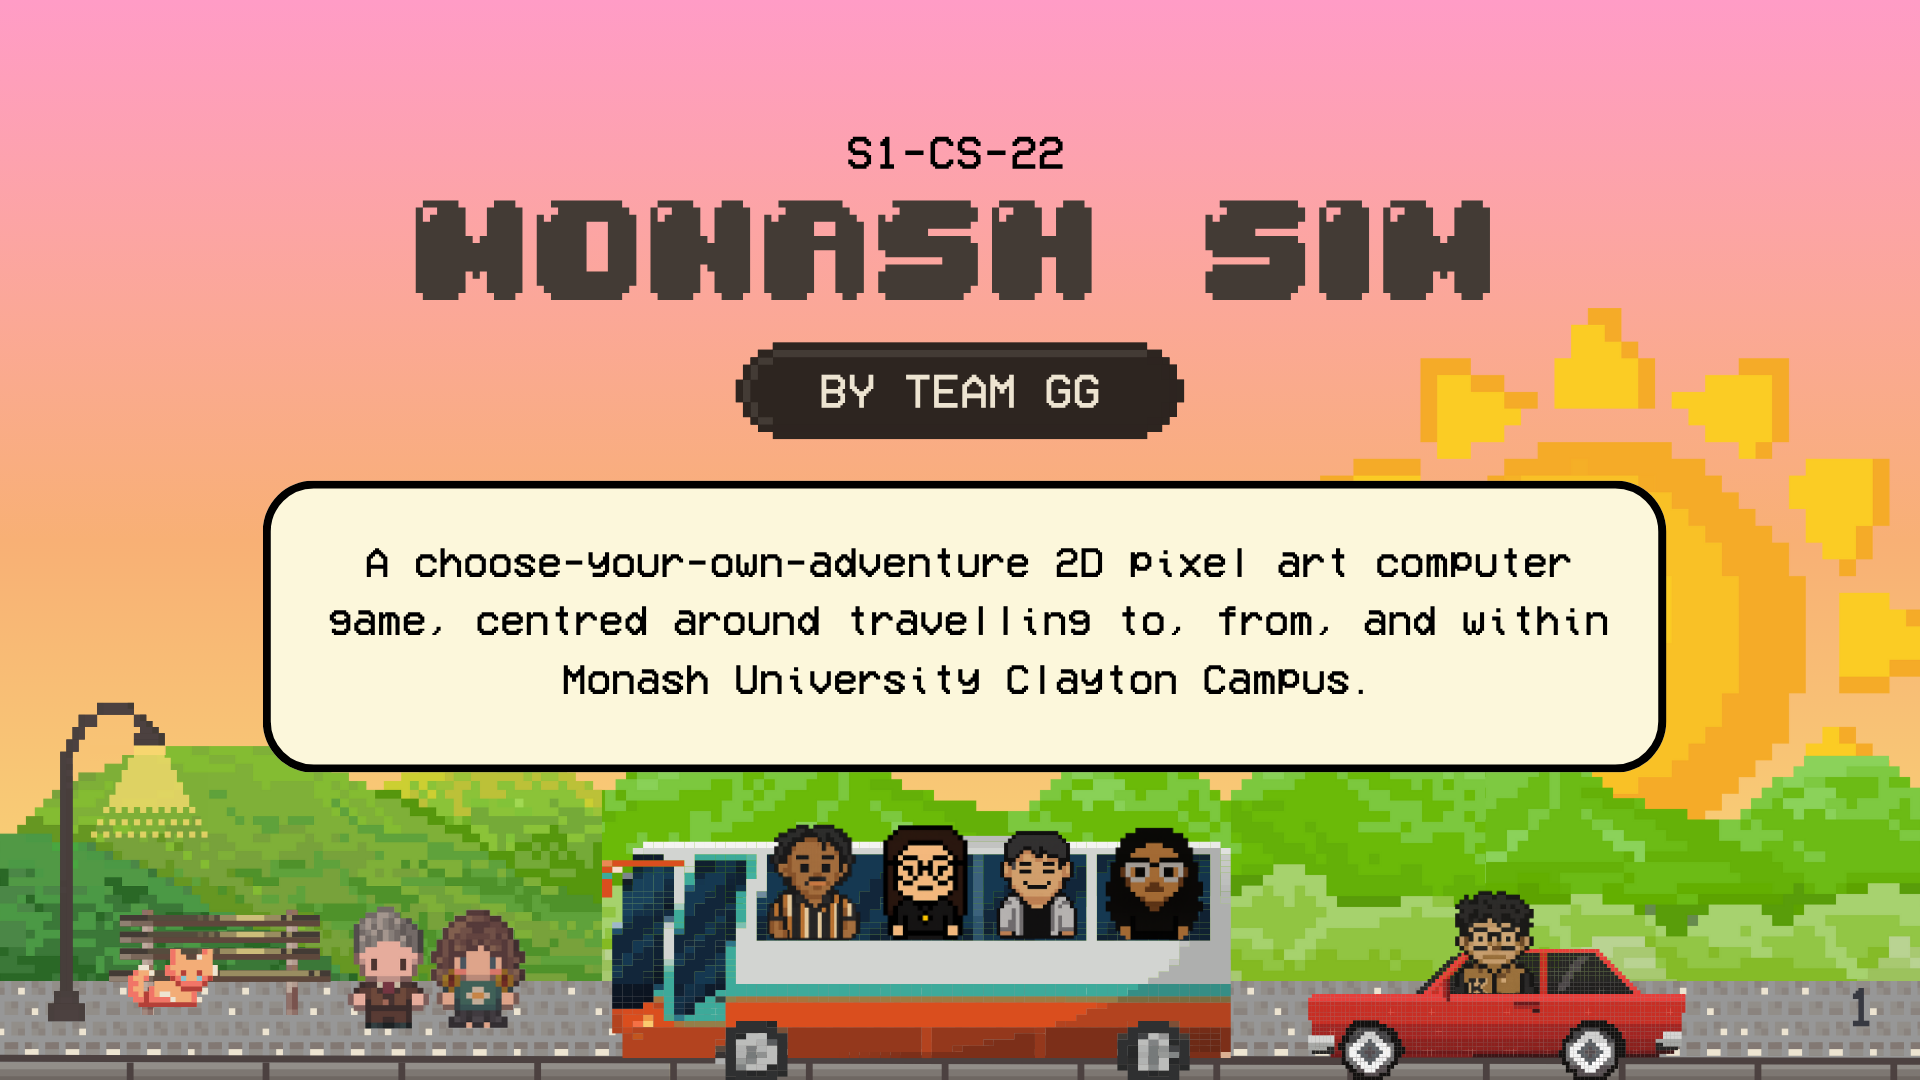 S1-CS-22
MONASH SIM
BY TEAM GG
A choose-your-own-adventure 2D pixel art computer
game, centred around travelling to, from, and within
Monash University Clayton Campus.
1